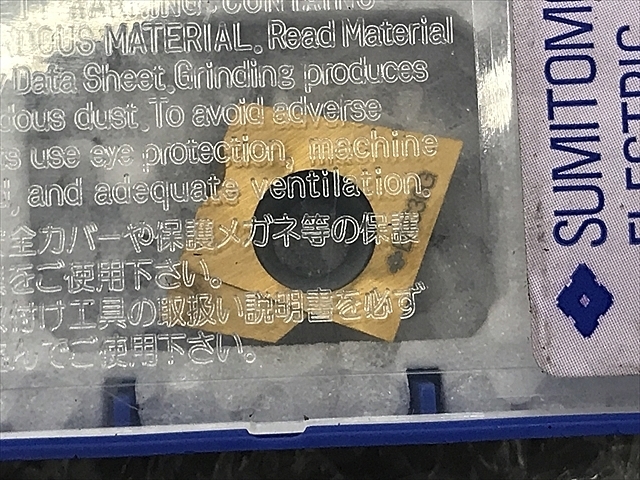 WARNING: CONTAINS
MATERIAL. Read Material
Data Sheet. Grinding produces
dust. To avoid adverse
use eye protection, machine
and adequate ventilation.
全カバーや保護メガネ等の保護
をご使用下さい。
付け工具の取扱い説明書を必ず
でご使用下さい。
SUMITOMO
ELECTRIC